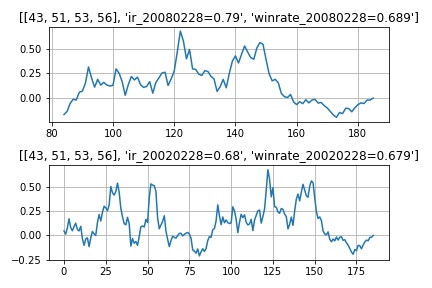 [[43, 51, 53, 56], 'ir_20080228=0.79', 'winrate_20080228=0.689']
0.50
0.25
0.00
80 100 120 140 160 180
[[43, 51, 53, 56], 'ir_20020228=0.68', 'winrate_20020228=0.679']
0.50
0.25
0.00
-0.25
0 25 50 75 100 125 150 175